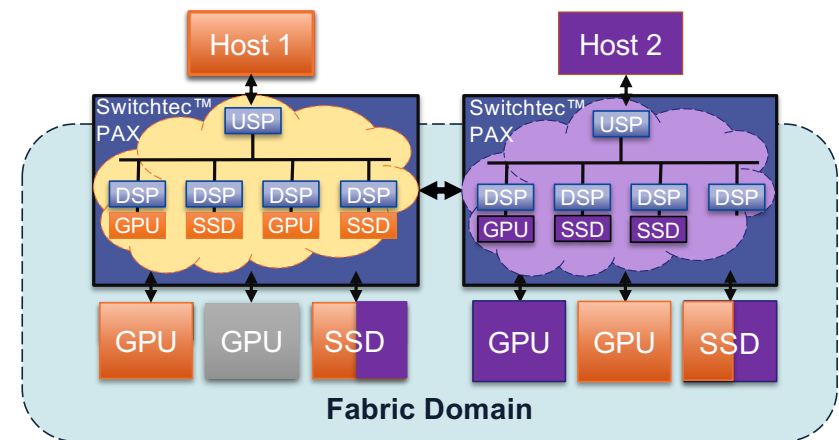 Host 1
Host 2
Switchtec™
PAX
USP
DSP DSP DSP DSP
GPU SSD GPU SSD
Switchtec™
PAX
USP
DSP DSP DSP DSP
GPU SSD SSD
GPU GPU SSD
GPU GPU SSD
Fabric Domain